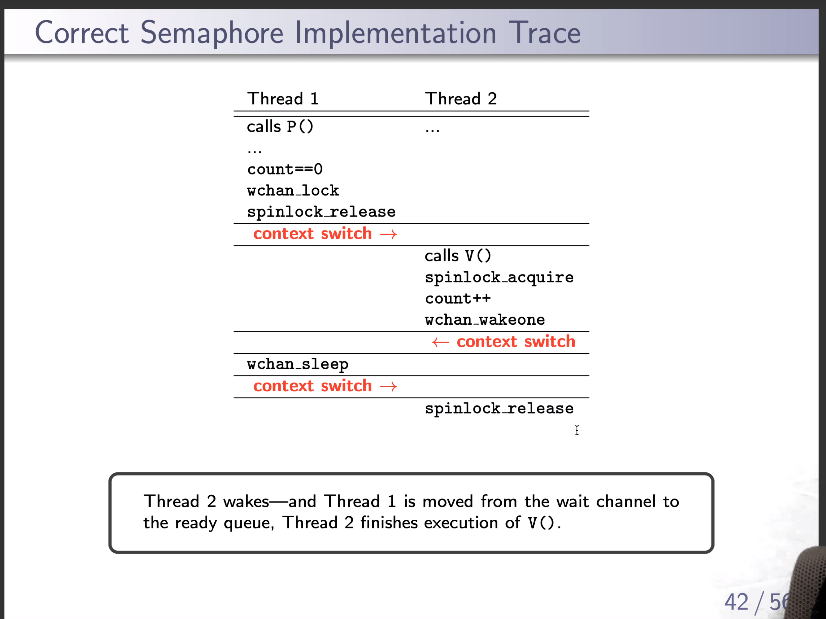 Correct Semaphore Implementation Trace
Thread 1 Thread 2
calls P() ...
...
count==0
wchan_lock
spinlock_release
context switch →
calls V()
spinlock_acquire
count++
wchan_wakeone
← context switch
wchan_sleep
context switch →
spinlock_release
Thread 2 wakes—and Thread 1 is moved from the wait channel to
the ready queue, Thread 2 finishes execution of V().
42 / 56